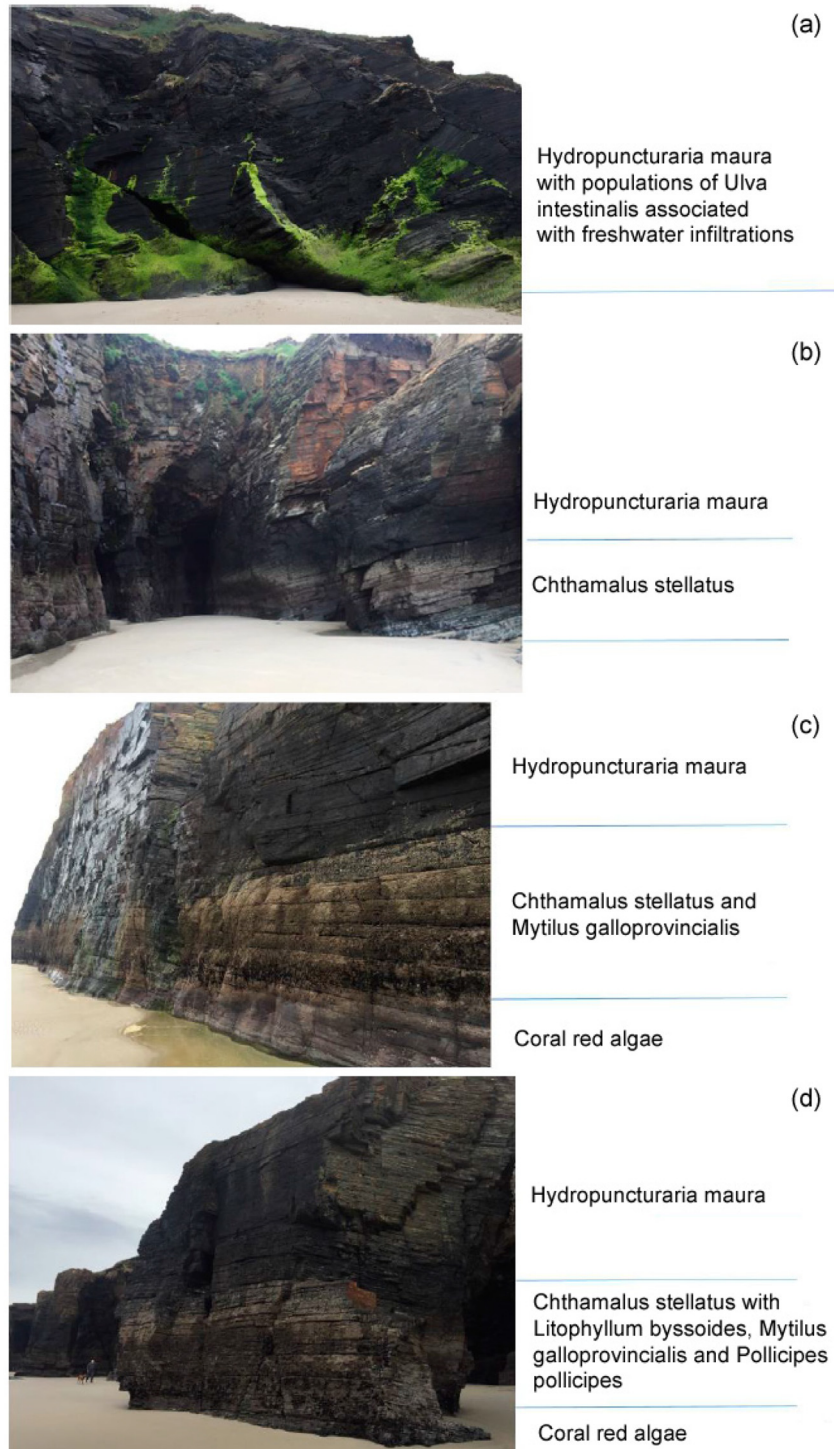 (a)
Hydropuncturaria maura
with populations of Ulva
intestinalis associated
with freshwater infiltrations
(b)
Hydropuncturaria maura
Chthamalus stellatus
(c)
Hydropuncturaria maura
Chthamalus stellatus and
Mytilus galloprovincialis
Coral red algae
(d)
Hydropuncturaria maura
Chthamalus stellatus with
Litophyllum byssoides, Mytilus
galloprovincialis and Pollicipes
pollicipes
Coral red algae